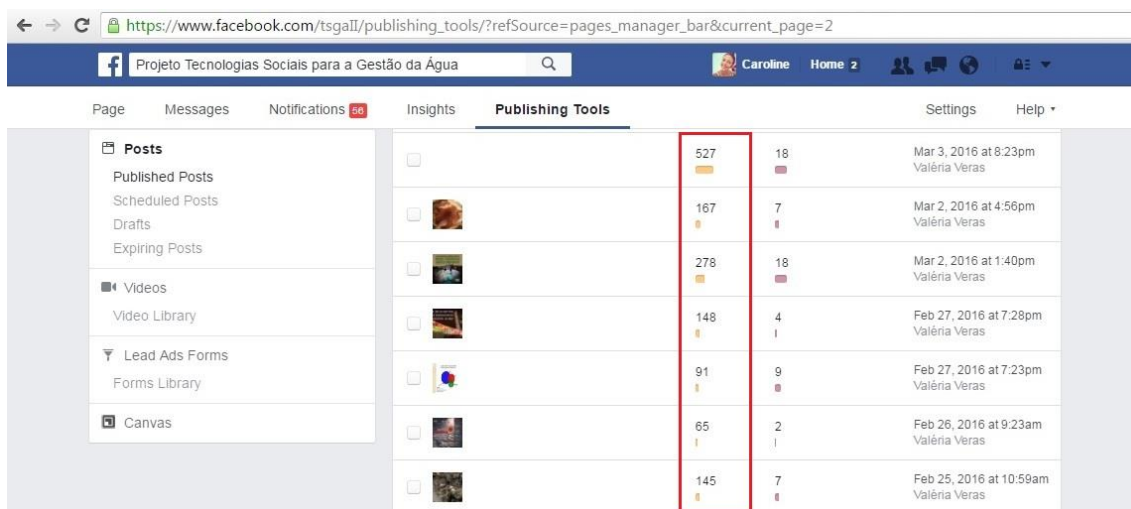 https://www.facebook.com/tsgaII/publishing_tools/?refSource=pages_manager_bar&current_page=2
Projeto Tecnologias Sociais para a Gestão da Água
Caroline Home 2
Page Messages Notifications 56 Insights Publishing Tools Settings Help
Posts
Published Posts
Scheduled Posts
Drafts
Expiring Posts
Videos
Video Library
Lead Ads Forms
Forms Library
Canvas
527 18 Mar 3, 2016 at 8:23pm
Valéria Veras
167 7 Mar 2, 2016 at 4:56pm
Valéria Veras
278 18 Mar 2, 2016 at 1:40pm
Valéria Veras
148 4 Feb 27, 2016 at 7:28pm
Valéria Veras
91 9 Feb 27, 2016 at 7:23pm
Valéria Veras
65 2 Feb 26, 2016 at 9:23am
Valéria Veras
145 7 Feb 25, 2016 at 10:59am
Valéria Veras